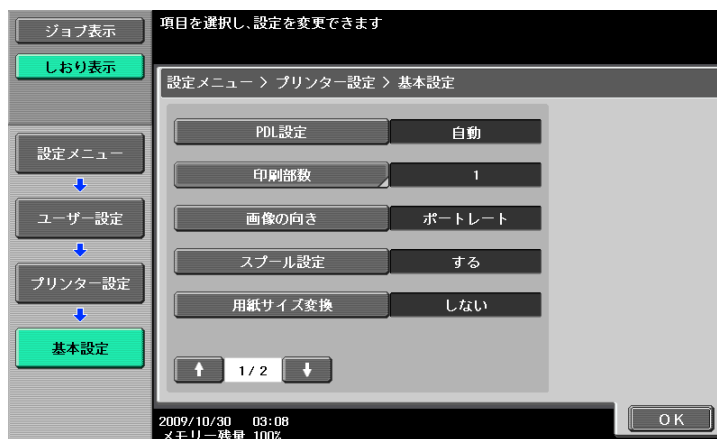 ジョブ表示
しおり表示
設定メニュー
ユーザー設定
プリンター設定
基本設定
項目を選択し、設定を変更できます
設定メニュー > プリンター設定 > 基本設定
PDL設定 自動
印刷部数 1
画像の向き ポートレート
スプール設定 する
用紙サイズ変換 しない
↑ 1/2 ↓
2009/10/30 03:08
メモリー残量 100%
OK